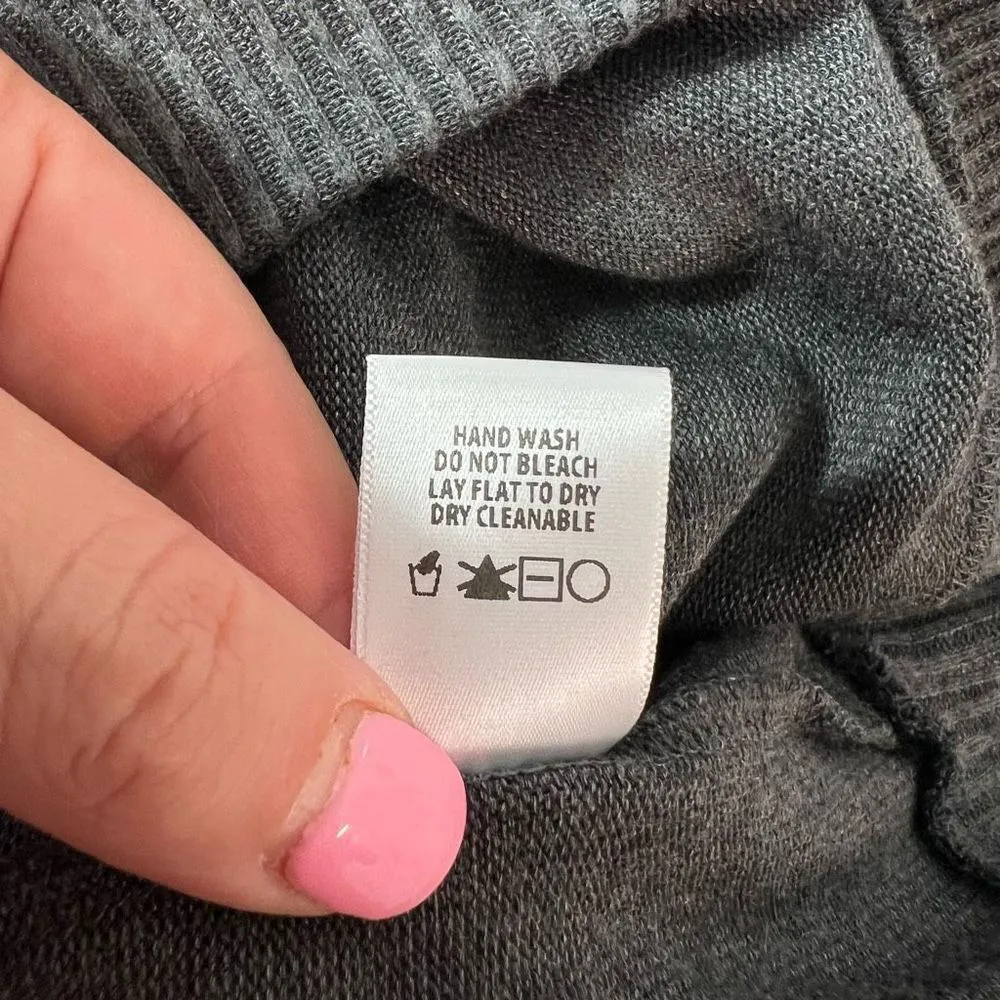 HAND WASH
DO NOT BLEACH
LAY FLAT TO DRY
DRY CLEANABLE